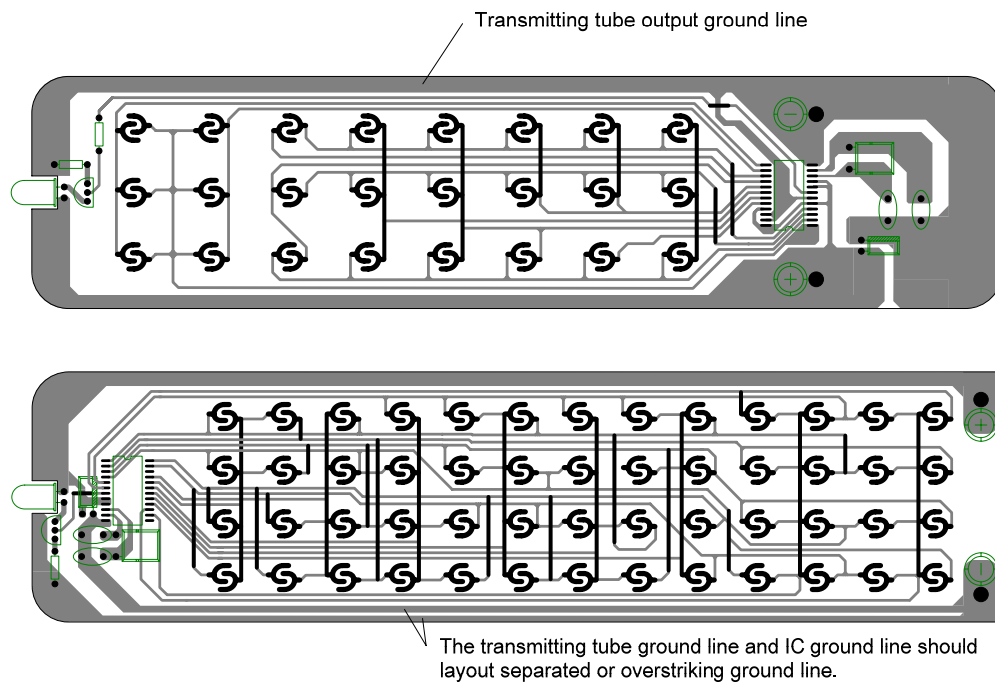 Transmitting tube output ground line
The transmitting tube ground line and IC ground line should
layout separated or overstriking ground line.